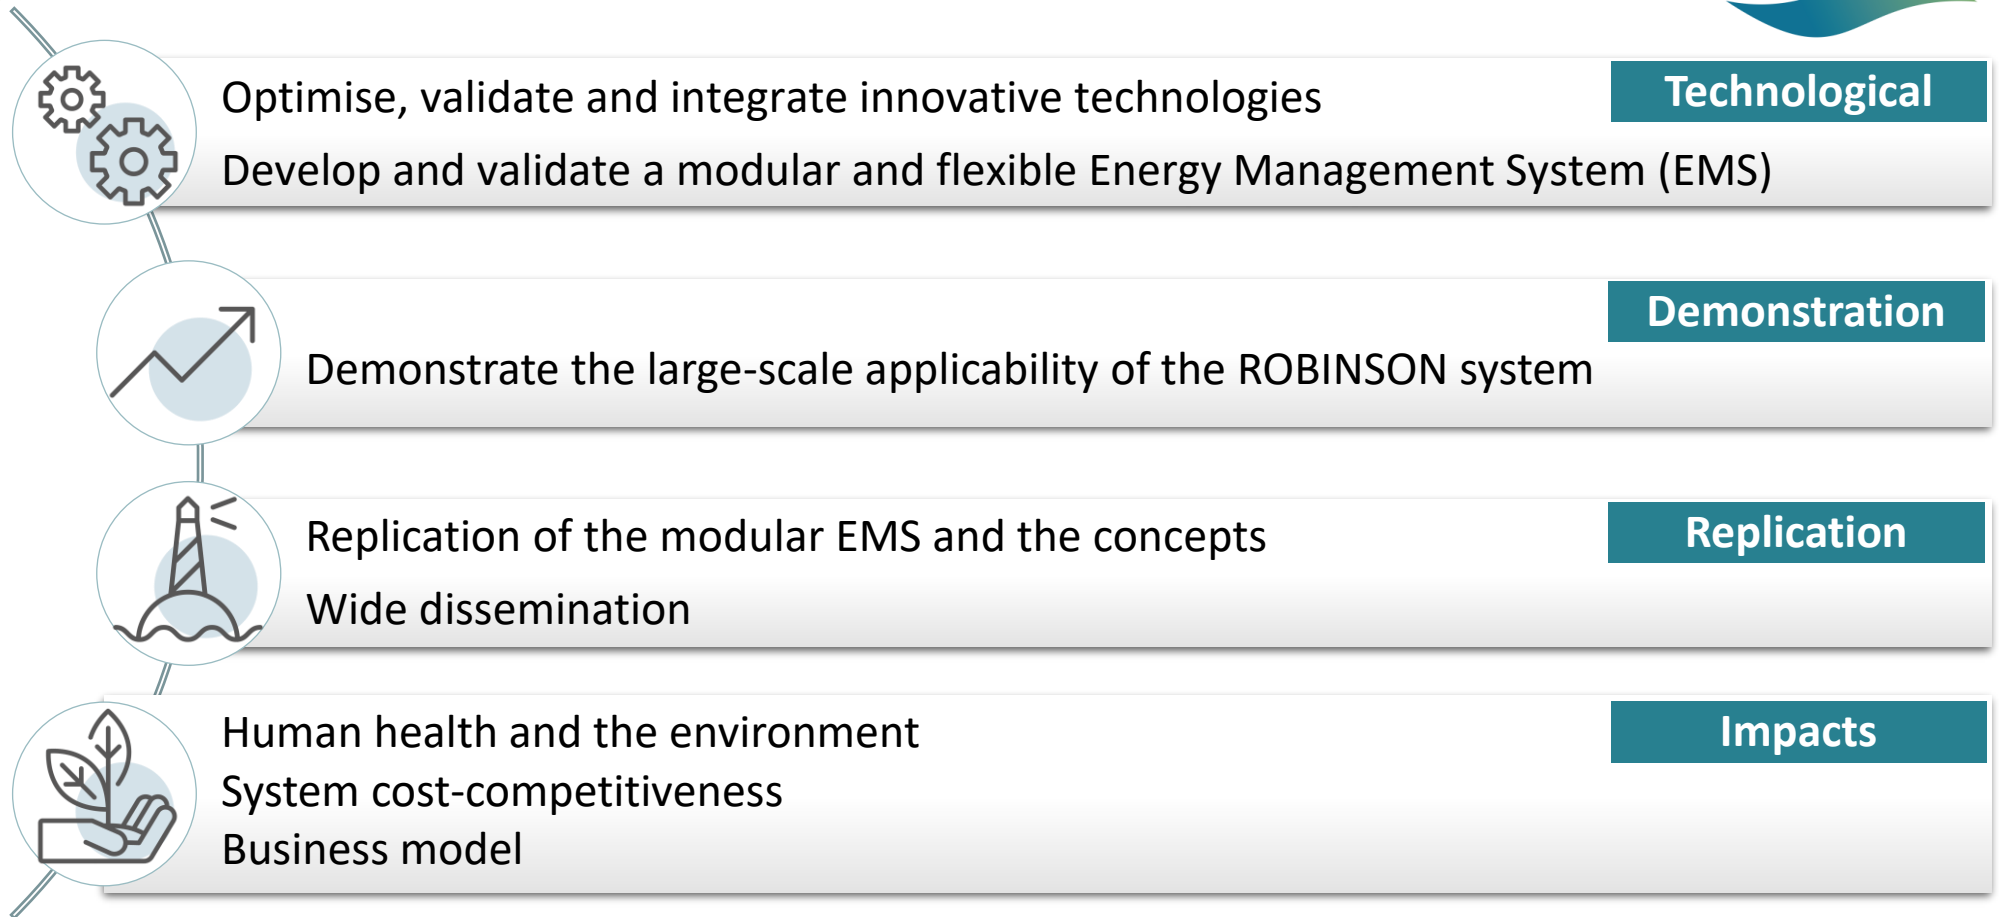 Optimise, validate and integrate innovative technologies
Technological
Develop and validate a modular and flexible Energy Management System (EMS)
Demonstration
Demonstrate the large-scale applicability of the ROBINSON system
Replication of the modular EMS and the concepts
Replication
Wide dissemination
Human health and the environment
Impacts
System cost-competitiveness
Business model